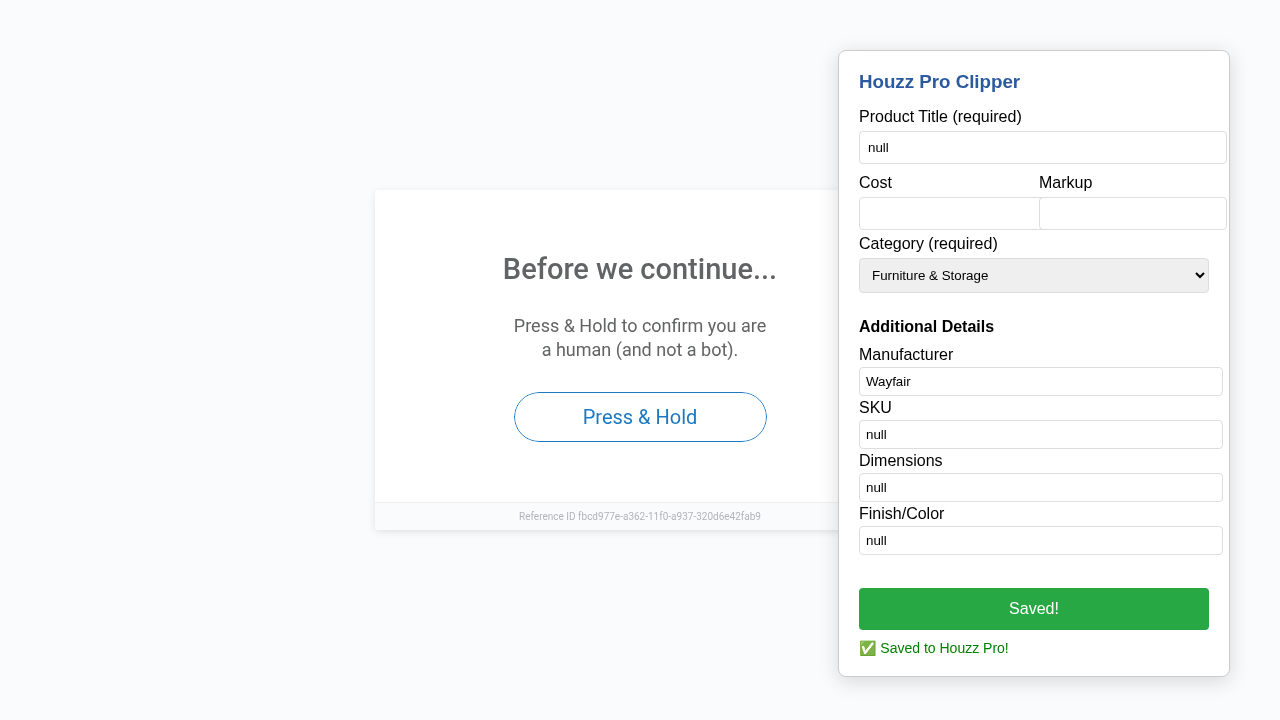 Before we continue...
Press & Hold to confirm you are
a human (and not a bot).
Press & Hold
Reference ID fbcd977e-a362-11f0-a937-320d6e42fab9
Houzz Pro Clipper
Product Title (required)
null
Cost Markup
Category (required)
Furniture & Storage
Additional Details
Manufacturer
Wayfair
SKU
null
Dimensions
null
Finish/Color
null
Saved!
✅ Saved to Houzz Pro!